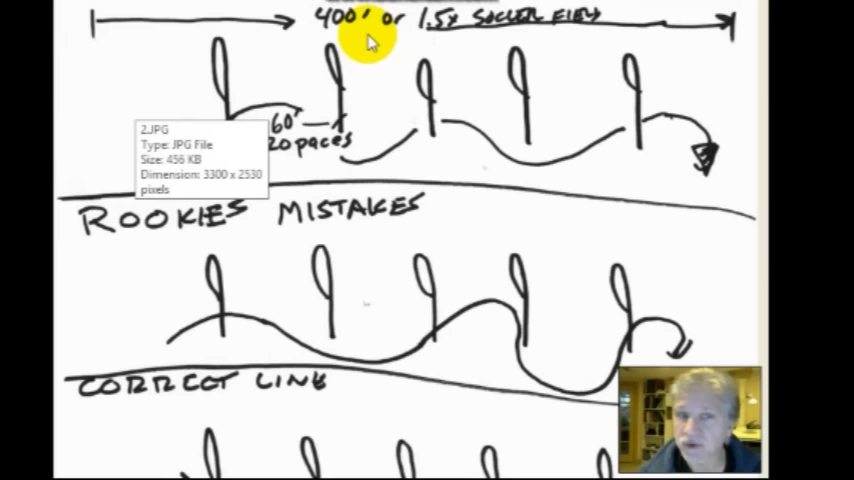 400' or 1.5x SOCCER FIELD
60'
20 paces
2.JPG
Type: JPG File
Size: 456 KB
Dimension: 3300 x 2530
pixels
ROOKIES MISTAKES
CORRECT LINE